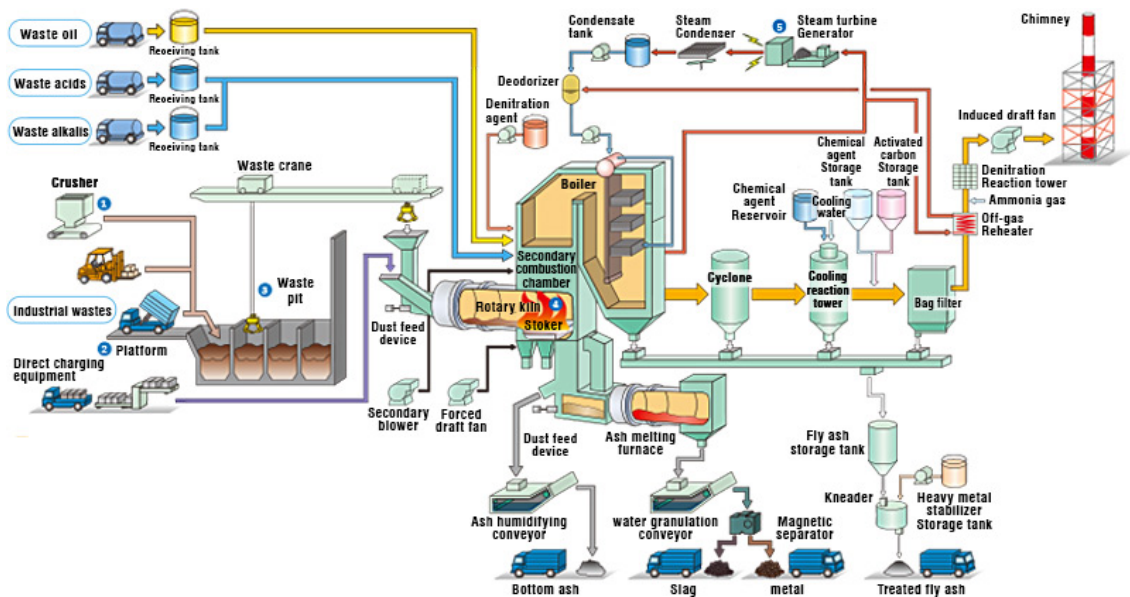 Waste oil
Receiving tank
Waste acids
Receiving tank
Waste alkalis
Receiving tank
Crusher
1
Waste crane
3 Waste
pit
Industrial wastes
2 Platform
Direct charging
equipment
Condensate
tank
Steam
Condenser
5
Steam turbine
Generator
Chimney
Deodorizer
Denitration
agent
Induced draft fan
Chemical
agent
Storage
tank
Activated
carbon
Storage
tank
Denitration
Reaction tower
Ammonia gas
Off-gas
Reheater
Boiler
Chemical
agent
Reservoir
Cooling
water
Secondary
combustion
chamber
Cyclone
Cooling
reaction
tower
Bag filter
Rotary kiln
4
Stoker
Dust feed
device
Secondary
blower
Forced
draft fan
Dust feed
device
Ash melting
furnace
Fly ash
storage tank
Kneader
Heavy metal
stabilizer
Storage tank
Ash humidifying
conveyor
water granulation
conveyor
Magnetic
separator
Bottom ash
Slag
metal
Treated fly ash